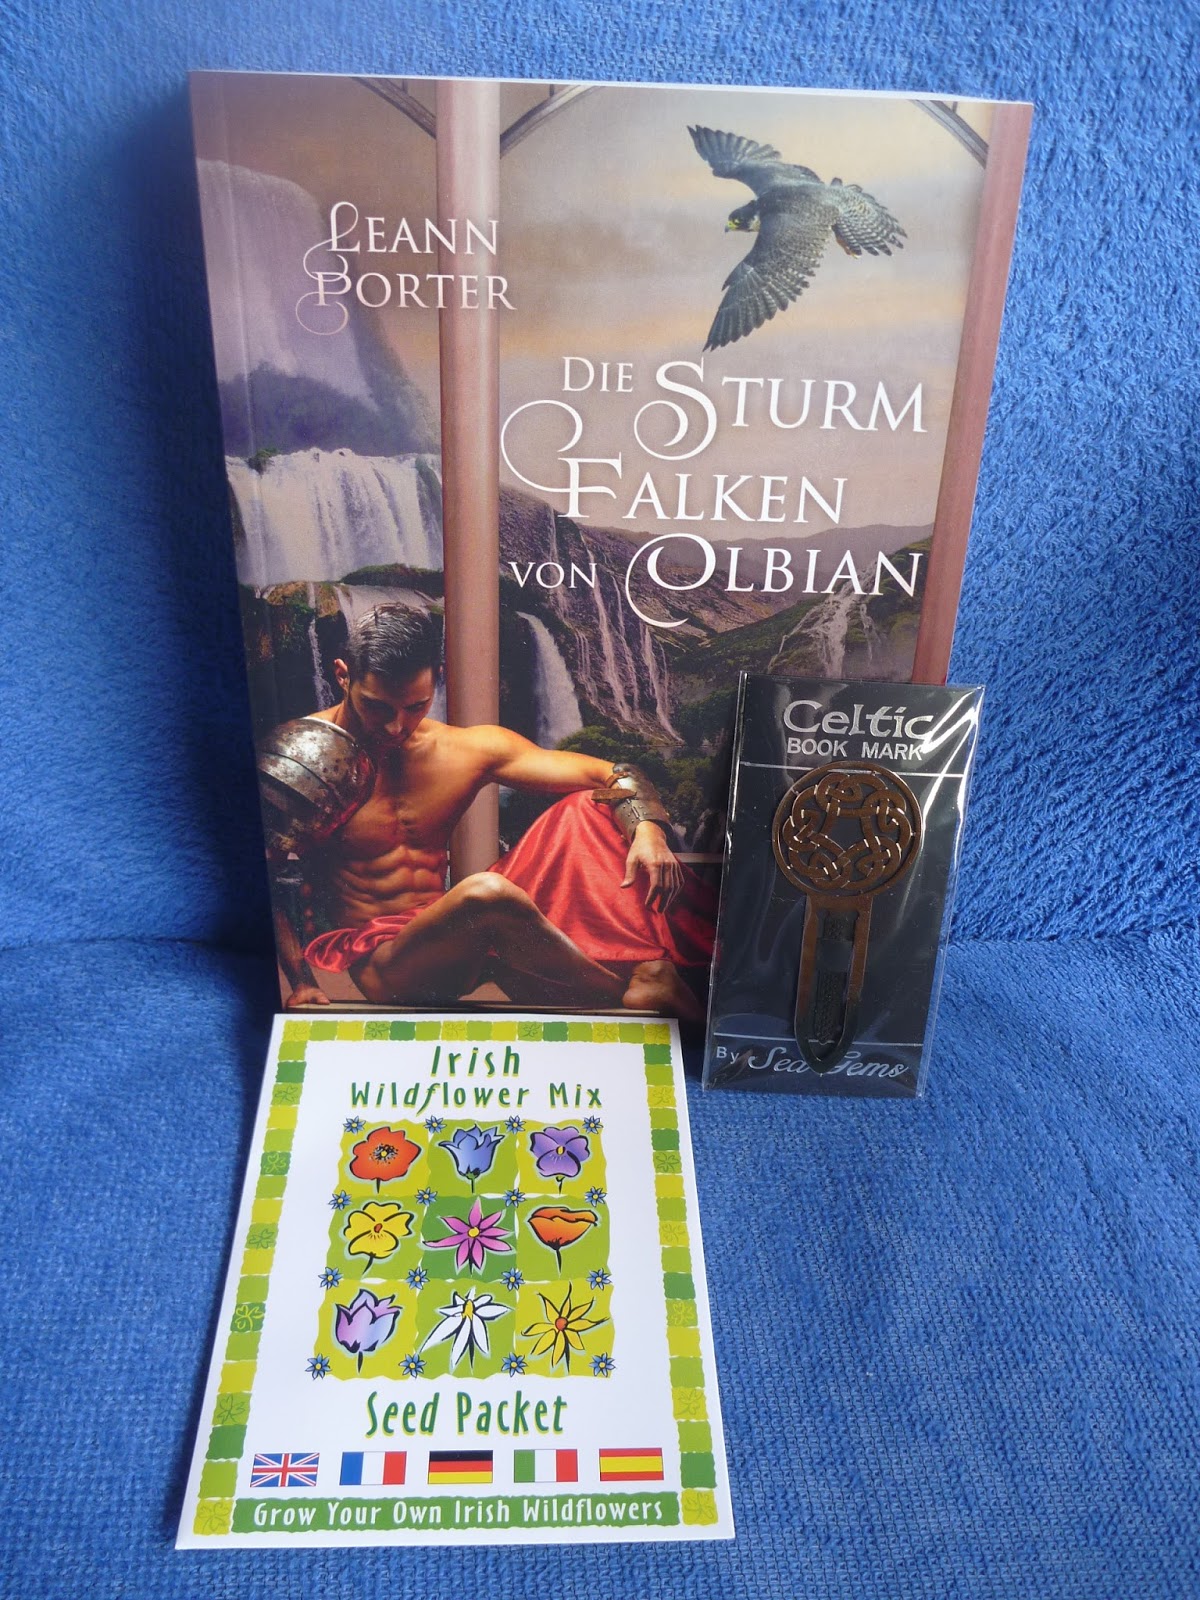 LEANN
PORTER
DIE STURM
FALKEN
VON OLBIAN
Celtic
BOOK MARK
By Sea Gems
Irish
Wildflower Mix
Seed Packet
Grow Your Own Irish Wildflowers